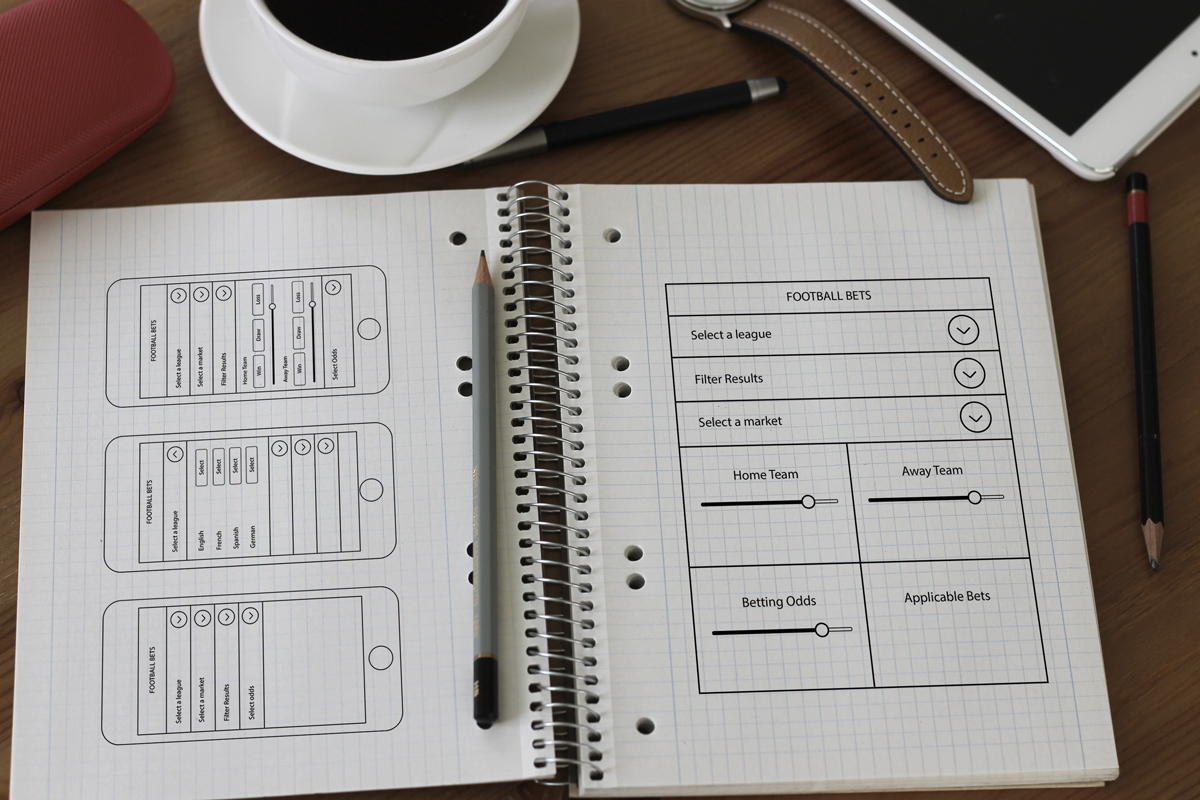 FOOTBALL BETS
Select a league
Select a market
Filter Results
Select odds
FOOTBALL BETS
Select a league
English Select
French Select
Spanish Select
German Select
FOOTBALL BETS
Select a league
Select a market
Filter Results
Home Team
Win Draw Loss
Away Team
Win Draw Loss
Select Odds
FOOTBALL BETS
Select a league
Filter Results
Select a market
Home Team
Away Team
Betting Odds
Applicable Bets